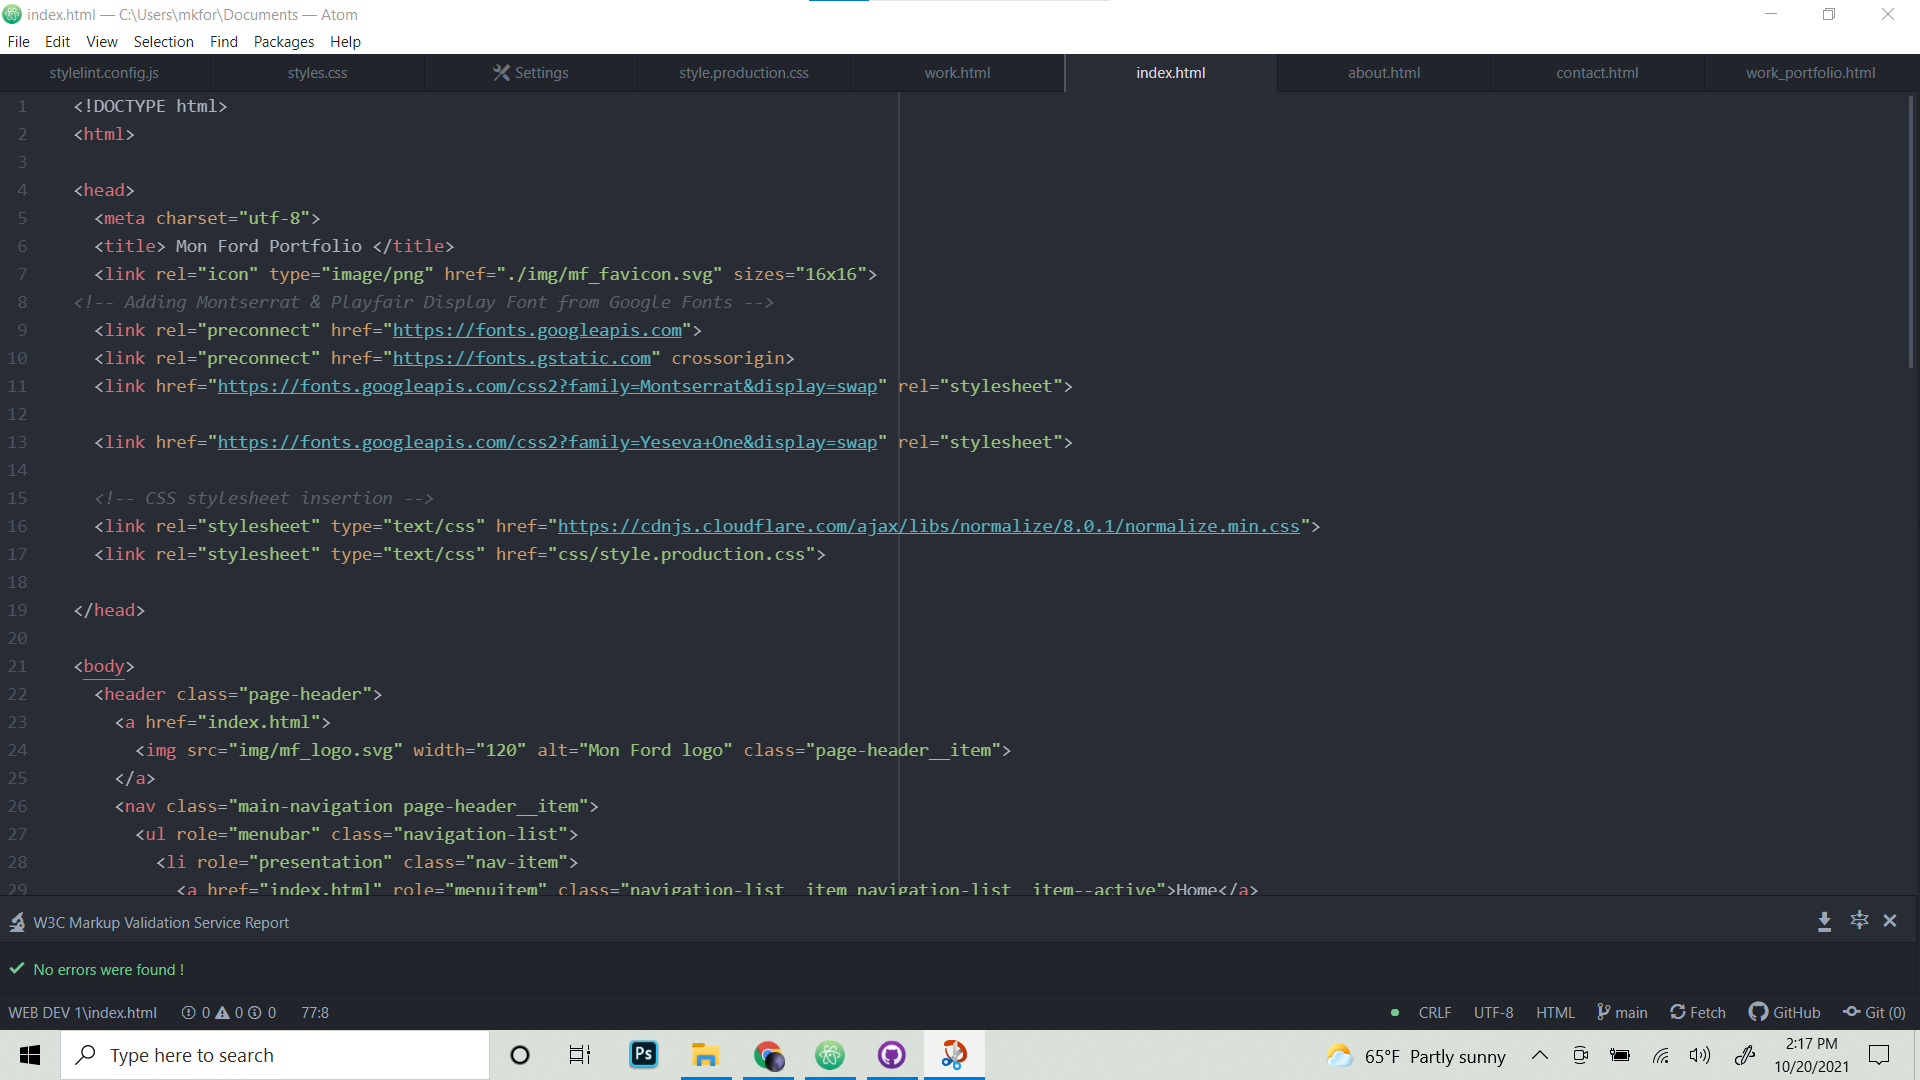 index.html — C:\Users\mkfor\Documents — Atom
File Edit View Selection Find Packages Help
stylelint.config.js styles.css Settings style.production.css work.html index.html about.html contact.html work_portfolio.html
1 <!DOCTYPE html>
2 <html>
3
4 <head>
5 <meta charset="utf-8">
6 <title> Mon Ford Portfolio </title>
7 <link rel="icon" type="image/png" href="./img/mf_favicon.svg" sizes="16x16">
8 <!-- Adding Montserrat & Playfair Display Font from Google Fonts -->
9 <link rel="preconnect" href="https://fonts.googleapis.com">
10 <link rel="preconnect" href="https://fonts.gstatic.com" crossorigin>
11 <link href="https://fonts.googleapis.com/css2?family=Montserrat&display=swap" rel="stylesheet">
12
13 <link href="https://fonts.googleapis.com/css2?family=Yeseva+One&display=swap" rel="stylesheet">
14
15 <!-- CSS stylesheet insertion -->
16 <link rel="stylesheet" type="text/css" href="https://cdnjs.cloudflare.com/ajax/libs/normalize/8.0.1/normalize.min.css">
17 <link rel="stylesheet" type="text/css" href="css/style.production.css">
18
19 </head>
20
21 <body>
22 <header class="page-header">
23 <a href="index.html">
24 <img src="img/mf_logo.svg" width="120" alt="Mon Ford logo" class="page-header__item">
25 </a>
26 <nav class="main-navigation page-header__item">
27 <ul role="menubar" class="navigation-list">
28 <li role="presentation" class="nav-item">
29 <a href="index.html" role="menuitem" class="navigation-list__item navigation-list__item--active">Home</a>
W3C Markup Validation Service Report
No errors were found !
WEB DEV 1\index.html 0 0 0 77:8 CRLF UTF-8 HTML main Fetch GitHub Git (0)
Type here to search Ps 65°F Partly sunny 2:17 PM
10/20/2021